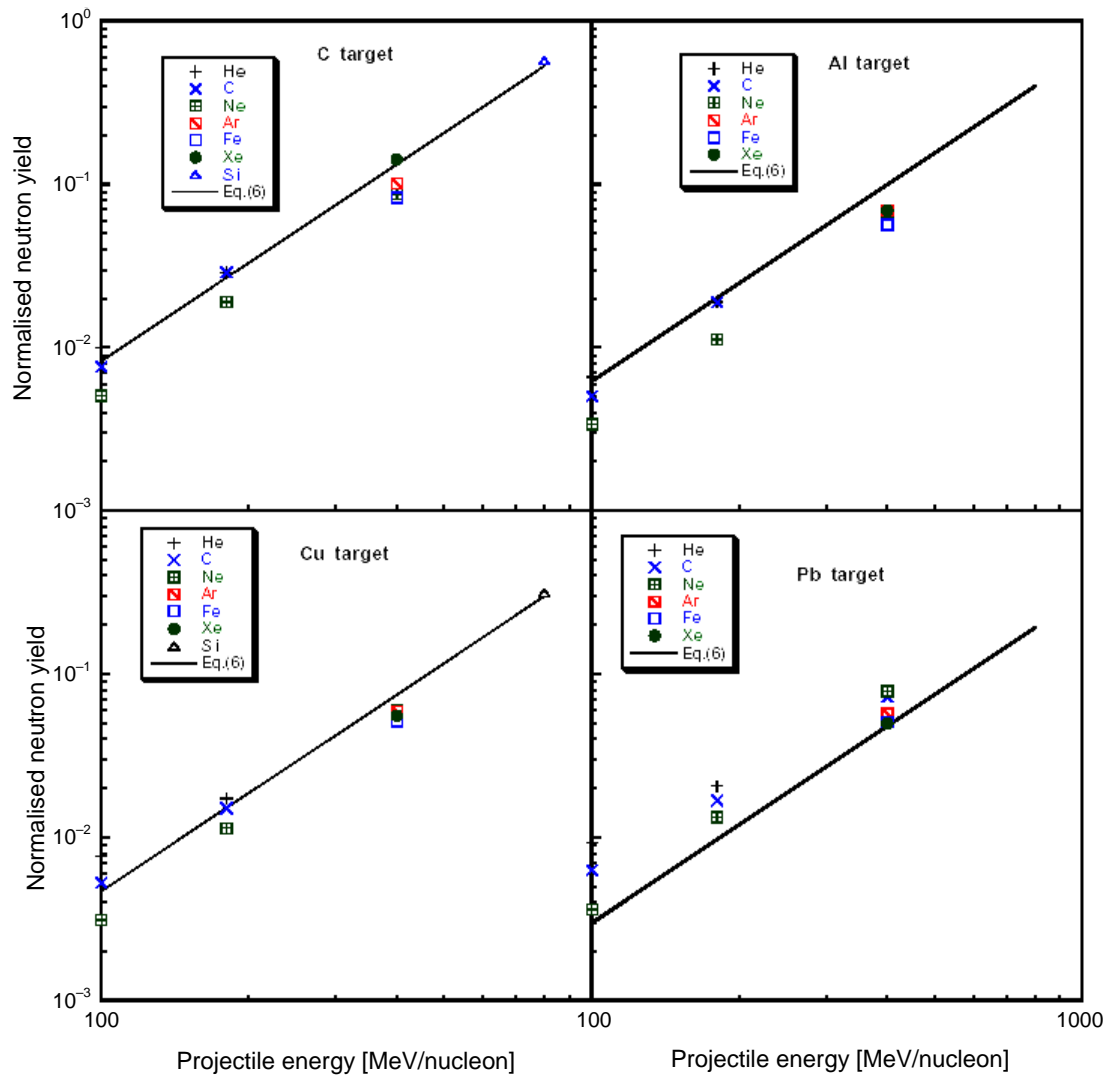 10⁰
C target
He
C
Ne
Ar
Fe
Xe
Si
Eq.(6)
Al target
He
C
Ne
Ar
Fe
Xe
Eq.(6)
Normalised neutron yield
10⁻¹
10⁻²
10⁻³
Cu target
He
C
Ne
Ar
Fe
Xe
Si
Eq.(6)
Pb target
He
C
Ne
Ar
Fe
Xe
Eq.(6)
Normalised neutron yield
10⁻¹
10⁻²
10⁻³
100
100
1000
Projectile energy [MeV/nucleon]
Projectile energy [MeV/nucleon]